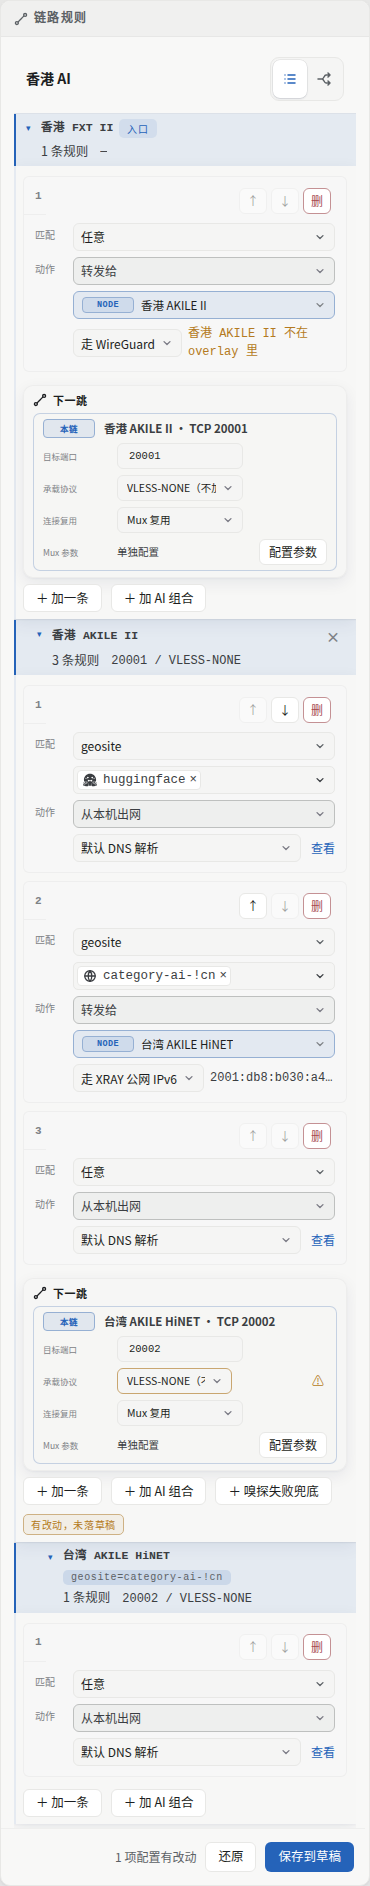 链路规则
香港 AI
香港 FXT II 入口
1 条规则 —
1 ↑ ↓ 删
匹配 任意
动作 转发给
NODE 香港 AKILE II
走 WireGuard 香港 AKILE II 不在
overlay 里
下一跳
本链 香港 AKILE II • TCP 20001
目标端口 20001
承载协议 VLESS-NONE（不加
连接复用 Mux 复用
Mux 参数 单独配置 配置参数
＋ 加一条 ＋ 加 AI 组合
香港 AKILE II ×
3 条规则 20001 / VLESS-NONE
1 ↑ ↓ 删
匹配 geosite
huggingface ×
动作 从本机出网
默认 DNS 解析 查看
2 ↑ ↓ 删
匹配 geosite
category-ai-!cn ×
动作 转发给
NODE 台湾 AKILE HiNET
走 XRAY 公网 IPv6 2001:db8:b030:a4…
3 ↑ ↓ 删
匹配 任意
动作 从本机出网
默认 DNS 解析 查看
下一跳
本链 台湾 AKILE HiNET • TCP 20002
目标端口 20002
承载协议 VLESS-NONE（
连接复用 Mux 复用
Mux 参数 单独配置 配置参数
＋ 加一条 ＋ 加 AI 组合 ＋ 嗅探失败兜底
有改动，未落草稿
台湾 AKILE HiNET
geosite=category-ai-!cn
1 条规则 20002 / VLESS-NONE
1 ↑ ↓ 删
匹配 任意
动作 从本机出网
默认 DNS 解析 查看
＋ 加一条 ＋ 加 AI 组合
1 项配置有改动 还原 保存到草稿